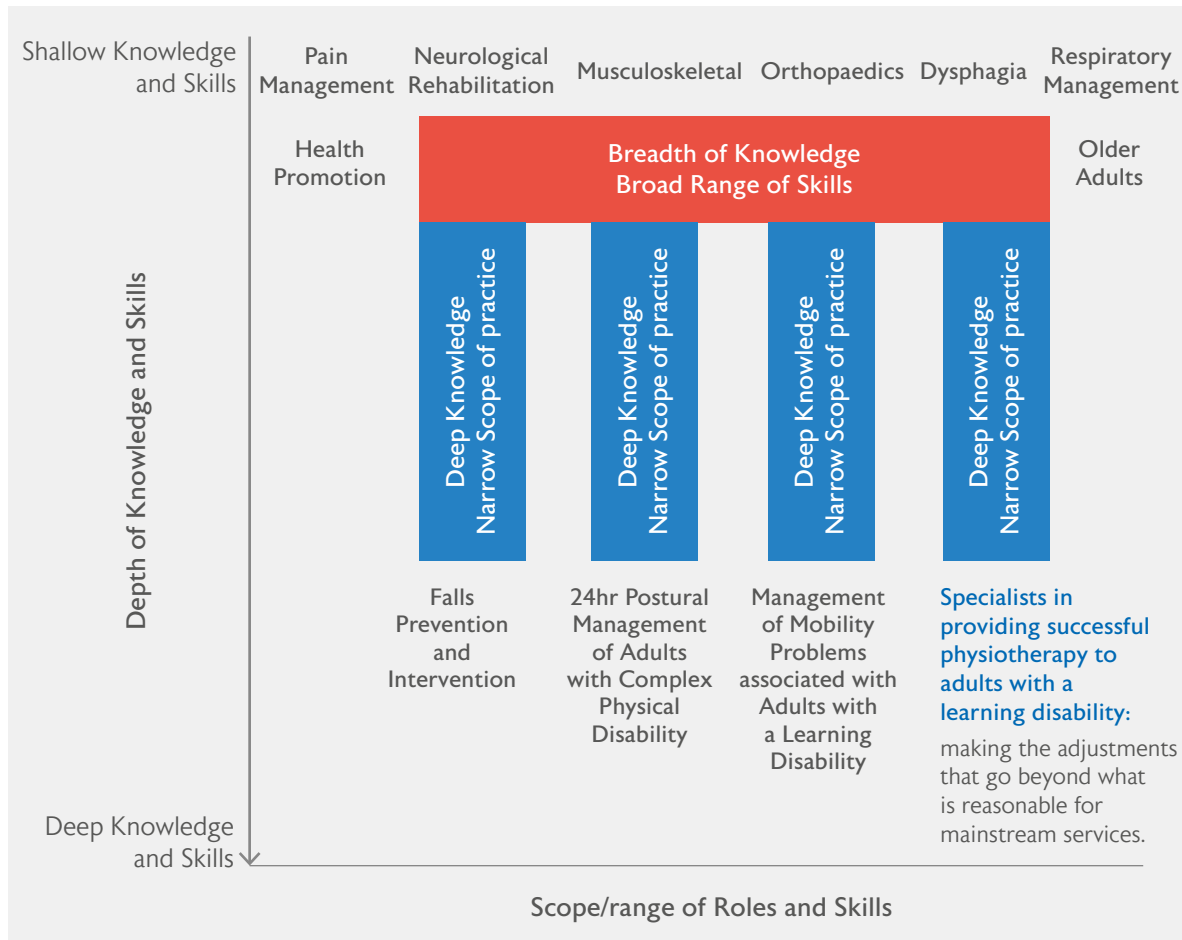 Shallow Knowledge
and Skills
Pain
Management
Neurological
Rehabilitation
Musculoskeletal
Orthopaedics
Dysphagia
Respiratory
Management
Health
Promotion
Breadth of Knowledge
Broad Range of Skills
Older
Adults
Depth of Knowledge and Skills
Deep Knowledge
Narrow Scope of practice
Deep Knowledge
Narrow Scope of practice
Deep Knowledge
Narrow Scope of practice
Deep Knowledge
Narrow Scope of practice
Falls
Prevention
and
Intervention
24hr Postural
Management
of Adults
with Complex
Physical
Disability
Management
of Mobility
Problems
associated with
Adults with
a Learning
Disability
Specialists in
providing successful
physiotherapy to
adults with a
learning disability:
making the adjustments
that go beyond what
is reasonable for
mainstream services.
Deep Knowledge
and Skills
Scope/range of Roles and Skills